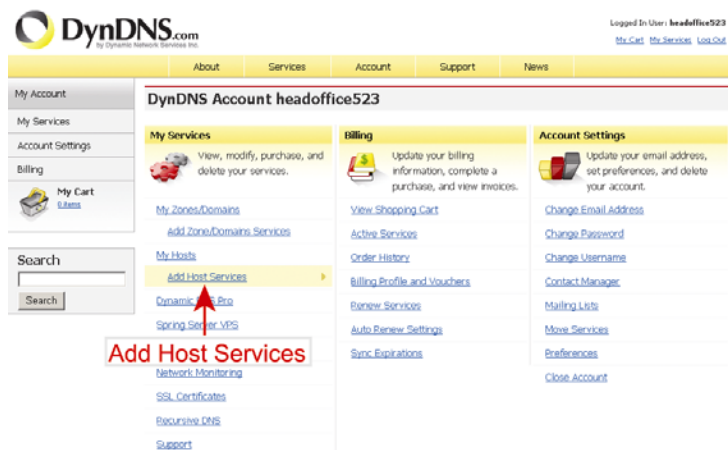 DynDNS.com
by Dynamic Network Services Inc.
Logged In User: headoffice523
My Cart My Services Log Out
About Services Account Support News
My Account
My Services
Account Settings
Billing
My Cart
0 items
Search
Search
DynDNS Account headoffice523
My Services
View, modify, purchase, and
delete your services.
My Zones/Domains
Add Zone/Domains Services
My Hosts
Add Host Services
Dynamic Pro
Spring Server VPS
Add Host Services
Network Monitoring
SSL Certificates
Recursive DNS
Support
Billing
Update your billing
information, complete a
purchase, and view invoices.
View Shopping Cart
Active Services
Order History
Billing Profile and Vouchers
Renew Services
Auto Renew Settings
Sync Expirations
Account Settings
Update your email address,
set preferences, and delete
your account.
Change Email Address
Change Password
Change Username
Contact Manager
Mailing Lists
Move Services
Preferences
Close Account